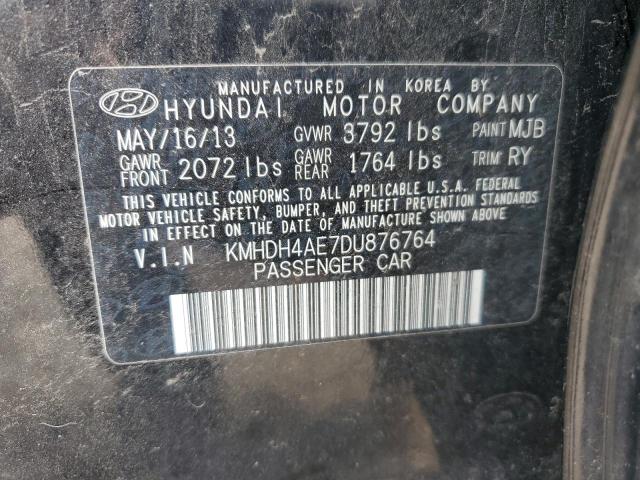 MANUFACTURED IN KOREA BY
HYUNDAI MOTOR COMPANY
MAY/16/13 GVWR 3792 lbs PAINT MJB
GAWR FRONT 2072 lbs GAWR REAR 1764 lbs TRIM RY
THIS VEHICLE CONFORMS TO ALL APPLICABLE U.S.A. FEDERAL
MOTOR VEHICLE SAFETY, BUMPER, AND THEFT PREVENTION STANDARDS
IN EFFECT ON THE DATE OF MANUFACTURE SHOWN ABOVE
V.I.N KMHDH4AE7DU876764
PASSENGER CAR